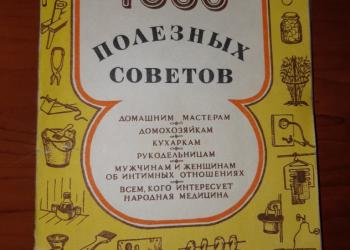 ПОЛЕЗНЫХ
СОВЕТОВ
ДОМАШНИМ МАСТЕРАМ
ДОМОХОЗЯЙКАМ
КУХАРКАМ
РУКОДЕЛЬНИЦАМ
МУЖЧИНАМ И ЖЕНЩИНАМ
ОБ ИНТИМНЫХ ОТНОШЕНИЯХ
ВСЕМ, КОГО ИНТЕРЕСУЕТ
НАРОДНАЯ МЕДИЦИНА